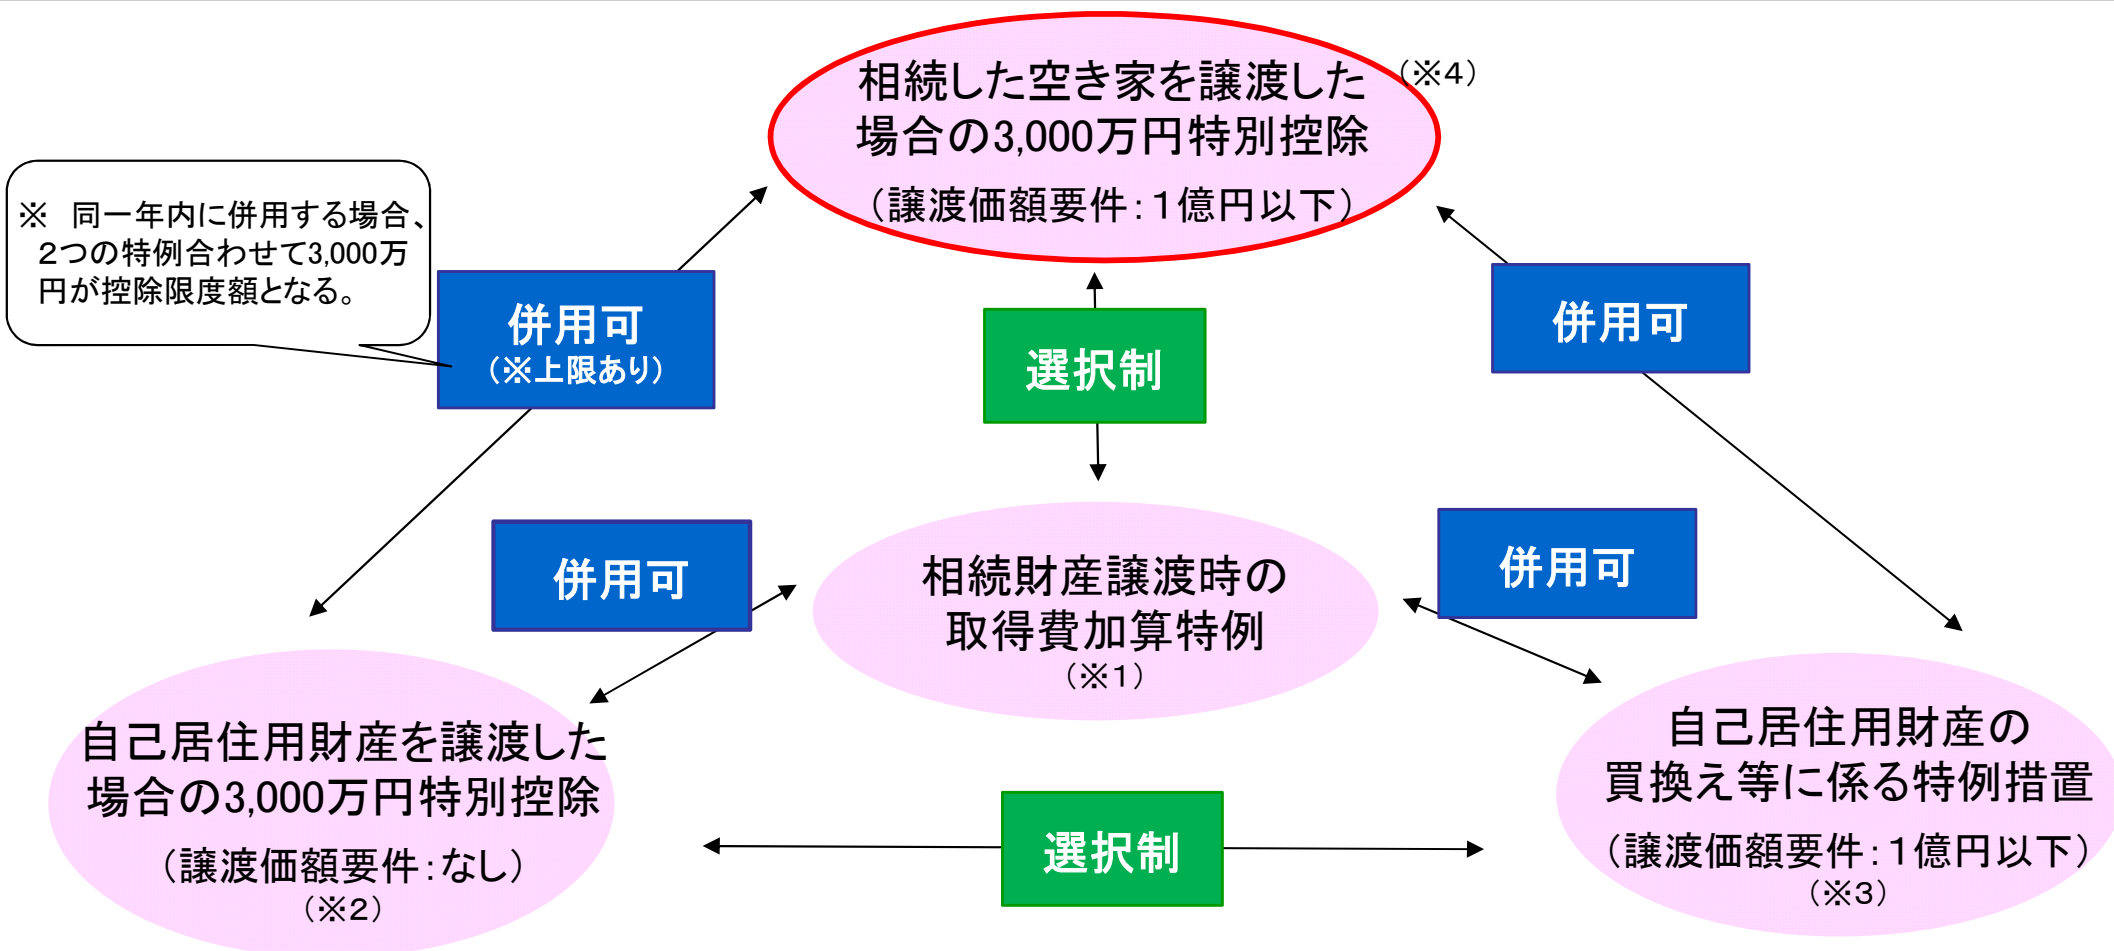 相続した空き家を譲渡した
(※4)
場合の3,000万円特別控除
(譲渡価額要件:1億円以下)
※ 同一年内に併用する場合、
2つの特例合わせて3,000万
円が控除限度額となる。
併用可
(※上限あり)
選択制
併用可
併用可
相続財産譲渡時の
取得費加算特例
(※1)
併用可
自己居住用財産を譲渡した
場合の3,000万円特別控除
(譲渡価額要件:なし)
(※2)
選択制
自己居住用財産の
買換え等に係る特例措置
(譲渡価額要件:1億円以下)
(※3)